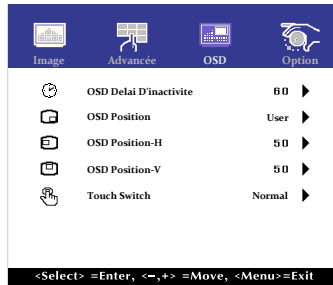 Image Advancée OSD Option
OSD Delai D'inactivite 60
OSD Position User
OSD Position-H 50
OSD Position-V 50
Touch Switch Normal
<Select> =Enter, <–,+> =Move, <Menu>=Exit